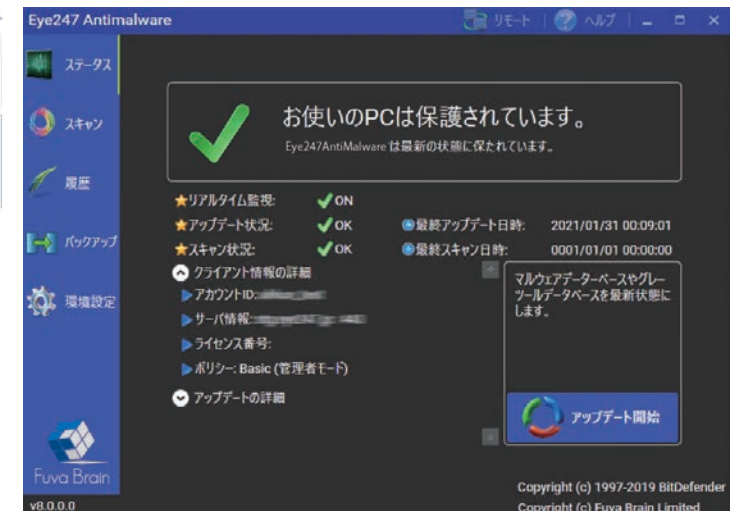 Eye247 Antimalware
リモート
ヘルプ
ステータス
スキャン
履歴
バックアップ
環境設定
お使いのPCは保護されています。
Eye247AntiMalware は最新の状態に保たれています。
★リアルタイム監視: ON
★アップデート状況: OK 最終アップデート日時: 2021/01/31 00:09:01
★スキャン状況: OK 最終スキャン日時: 0001/01/01 00:00:00
クライアント情報の詳細
アカウントID:
サーバ情報:
ライセンス番号:
ポリシー: Basic (管理者モード)
アップデートの詳細
マルウェアデーターベースやグレー
ツールデータベースを最新状態に
します。
アップデート開始
Fuva Brain
v8.0.0.0
Copyright (c) 1997-2019 BitDefender
Copyright (c) Fuva Brain Limited